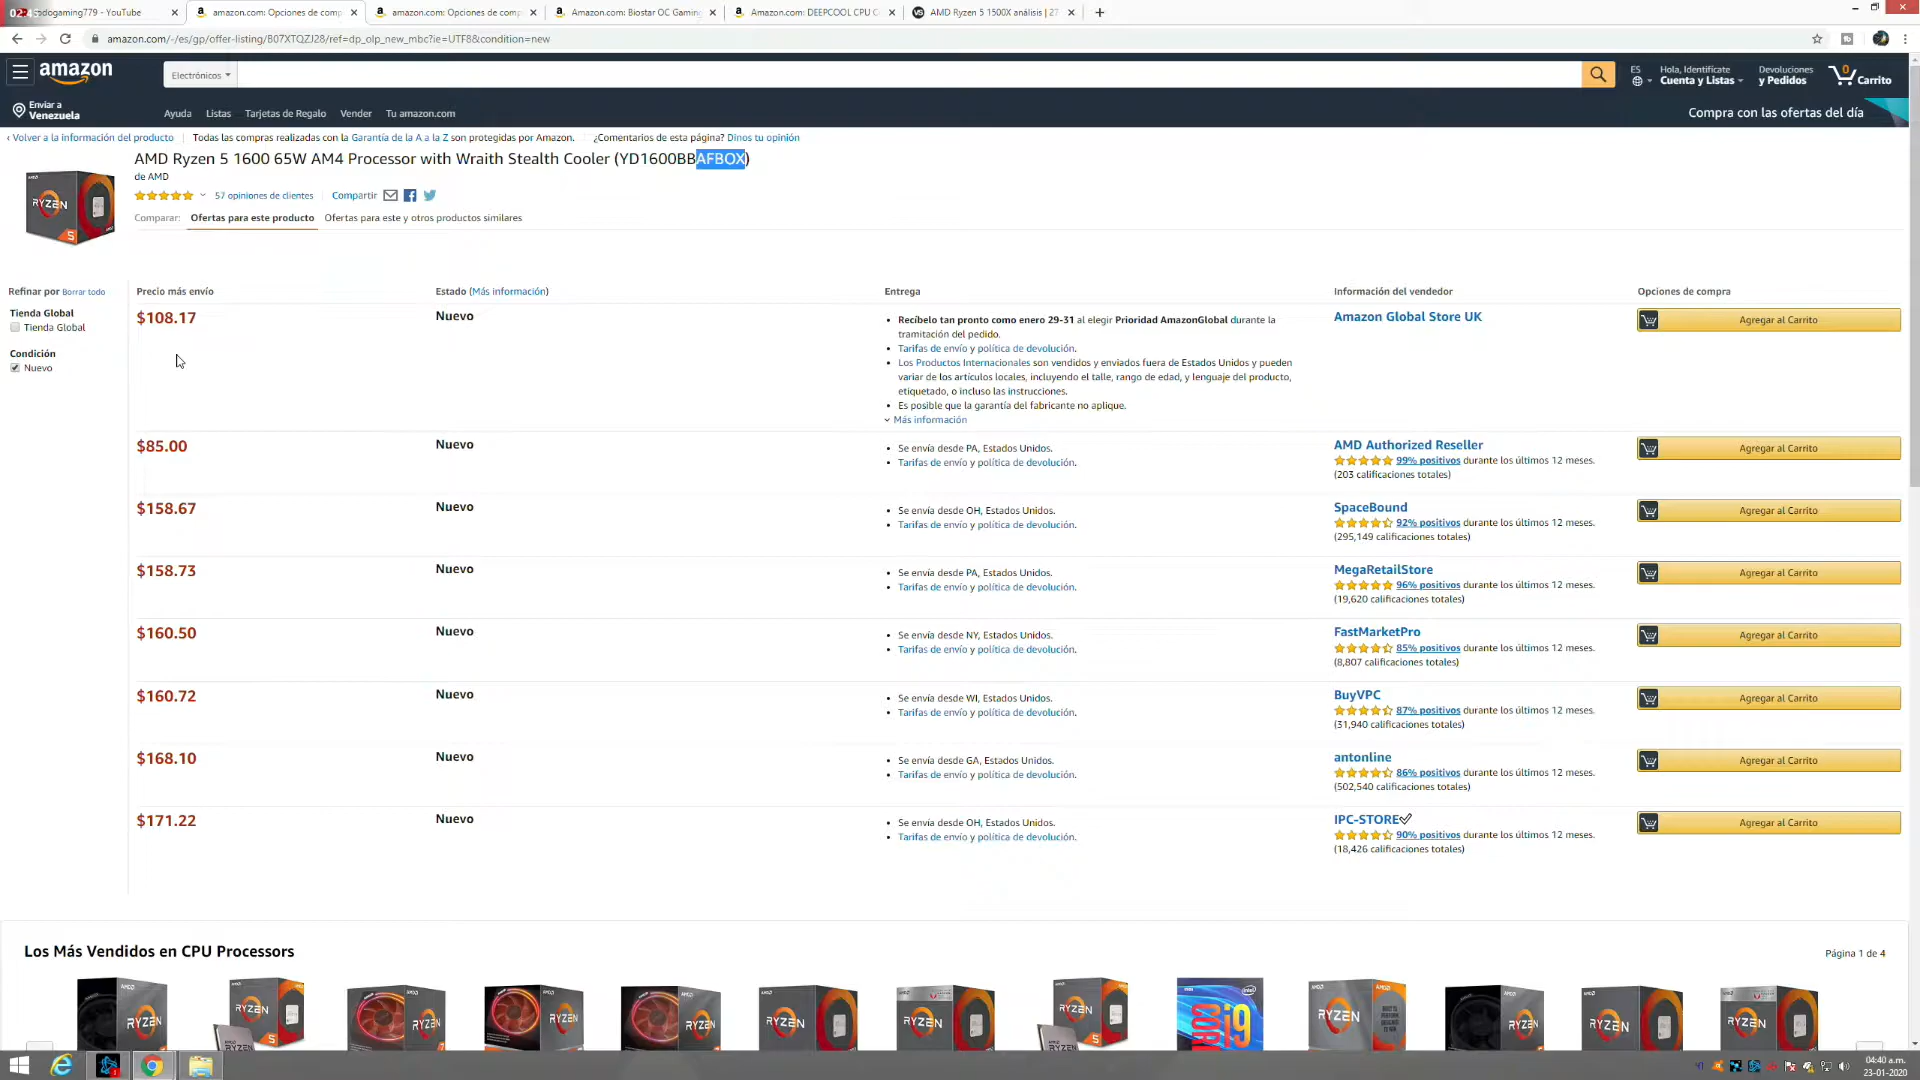 sdogaming779 - YouTube
amazon.com: Opciones de comp
amazon.com: Opciones de comp
Amazon.com: Biostar OC Gaming
Amazon.com: DEEPCOOL CPU C
AMD Ryzen 5 1500X análisis | 27
amazon.com/-/es/gp/offer-listing/B07XTQZJ28/ref=dp_olp_new_mbc?ie=UTF8&condition=new
amazon
Electrónicos
ES
Hola, Identifícate
Cuenta y Listas
Devoluciones
y Pedidos
0
Carrito
Enviar a
Venezuela
Ayuda Listas Tarjetas de Regalo Vender Tu amazon.com
Compra con las ofertas del día
‹ Volver a la información del producto | Todas las compras realizadas con la Garantía de la A a la Z son protegidas por Amazon. ¿Comentarios de esta página? Dinos tu opinión
AMD Ryzen 5 1600 65W AM4 Processor with Wraith Stealth Cooler (YD1600BBAFBOX)
de AMD
57 opiniones de clientes | Compartir
Comparar: Ofertas para este producto Ofertas para este y otros productos similares
Refinar por Borrar todo
Tienda Global
Tienda Global
Condición
Nuevo
Precio más envío Estado (Más información) Entrega Información del vendedor Opciones de compra
$108.17 Nuevo
• Recíbelo tan pronto como enero 29-31 al elegir Prioridad AmazonGlobal durante la
tramitación del pedido.
• Tarifas de envío y política de devolución.
• Los Productos Internacionales son vendidos y enviados fuera de Estados Unidos y pueden
variar de los artículos locales, incluyendo el talle, rango de edad, y lenguaje del producto,
etiquetado, o incluso las instrucciones.
• Es posible que la garantía del fabricante no aplique.
Más información
Amazon Global Store UK
Agregar al Carrito
$85.00 Nuevo
• Se envía desde PA, Estados Unidos.
• Tarifas de envío y política de devolución.
AMD Authorized Reseller
99% positivos durante los últimos 12 meses.
(203 calificaciones totales)
Agregar al Carrito
$158.67 Nuevo
• Se envía desde OH, Estados Unidos.
• Tarifas de envío y política de devolución.
SpaceBound
92% positivos durante los últimos 12 meses.
(295,149 calificaciones totales)
Agregar al Carrito
$158.73 Nuevo
• Se envía desde PA, Estados Unidos.
• Tarifas de envío y política de devolución.
MegaRetailStore
96% positivos durante los últimos 12 meses.
(19,620 calificaciones totales)
Agregar al Carrito
$160.50 Nuevo
• Se envía desde NY, Estados Unidos.
• Tarifas de envío y política de devolución.
FastMarketPro
85% positivos durante los últimos 12 meses.
(8,807 calificaciones totales)
Agregar al Carrito
$160.72 Nuevo
• Se envía desde WI, Estados Unidos.
• Tarifas de envío y política de devolución.
BuyVPC
87% positivos durante los últimos 12 meses.
(31,940 calificaciones totales)
Agregar al Carrito
$168.10 Nuevo
• Se envía desde GA, Estados Unidos.
• Tarifas de envío y política de devolución.
antonline
86% positivos durante los últimos 12 meses.
(502,540 calificaciones totales)
Agregar al Carrito
$171.22 Nuevo
• Se envía desde OH, Estados Unidos.
• Tarifas de envío y política de devolución.
IPC-STORE
90% positivos durante los últimos 12 meses.
(18,426 calificaciones totales)
Agregar al Carrito
Los Más Vendidos en CPU Processors
Página 1 de 4
04:40 a.m.
23-01-2020